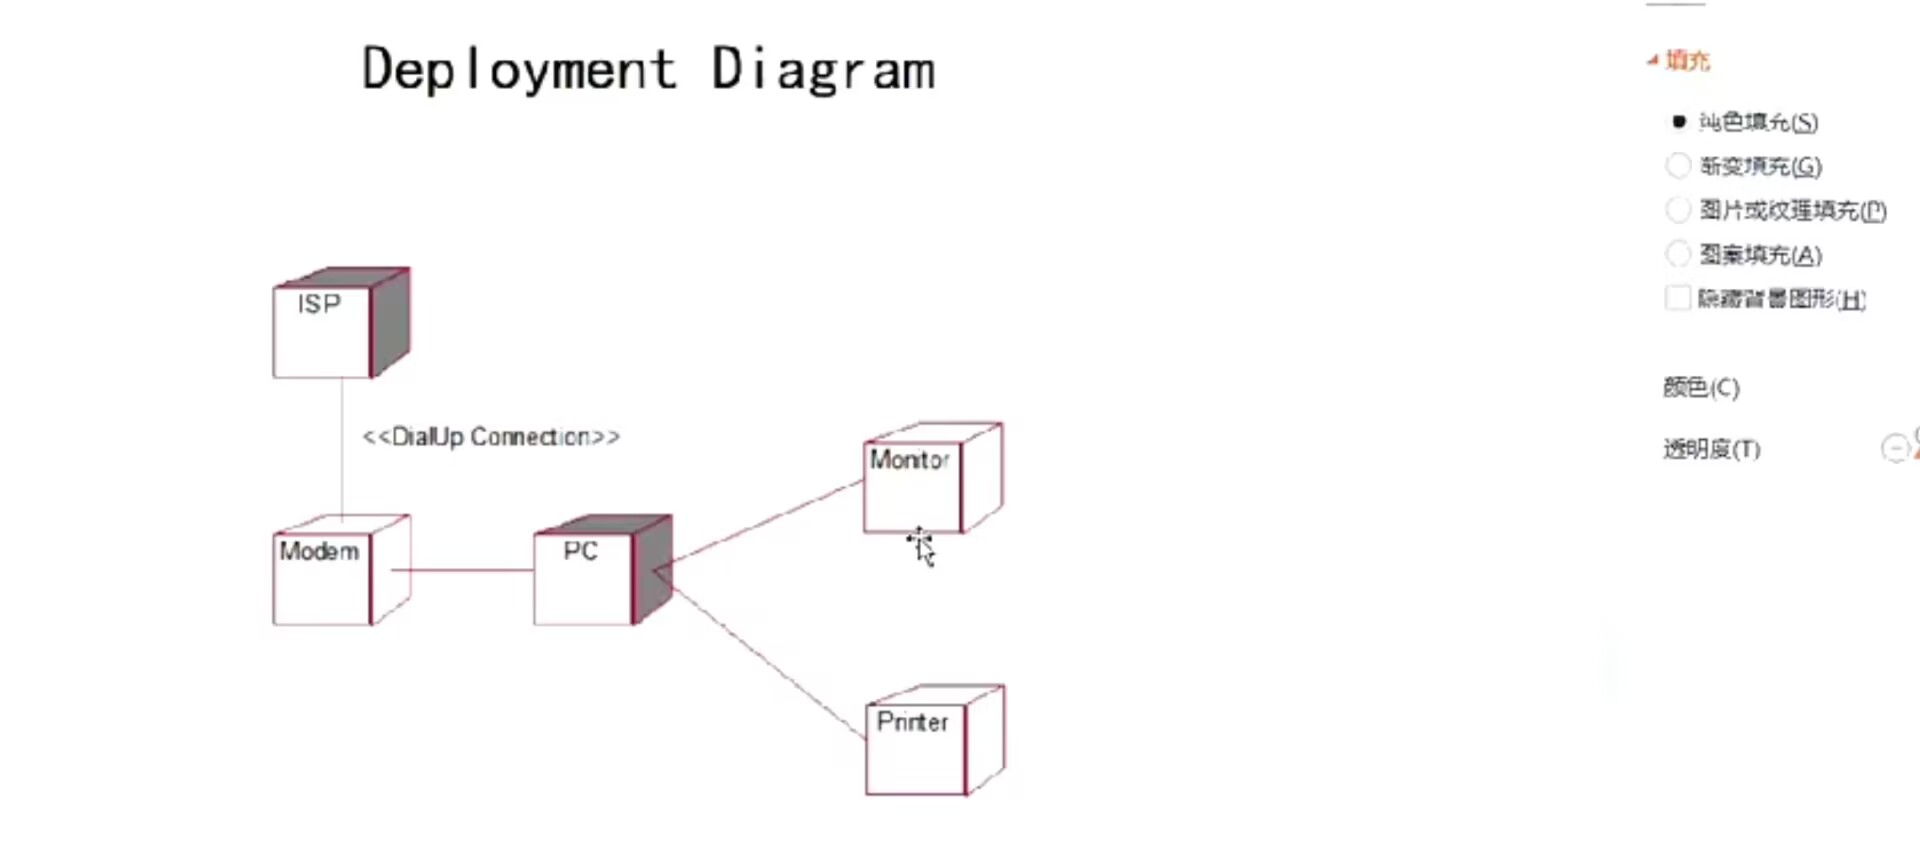 Deployment Diagram
ISP
<<DialUp Connection>>
Modem
PC
Monitor
Printer
填充
纯色填充(S)
渐变填充(G)
图片或纹理填充(P)
图案填充(A)
隐藏背景图形(H)
颜色(C)
透明度(T)